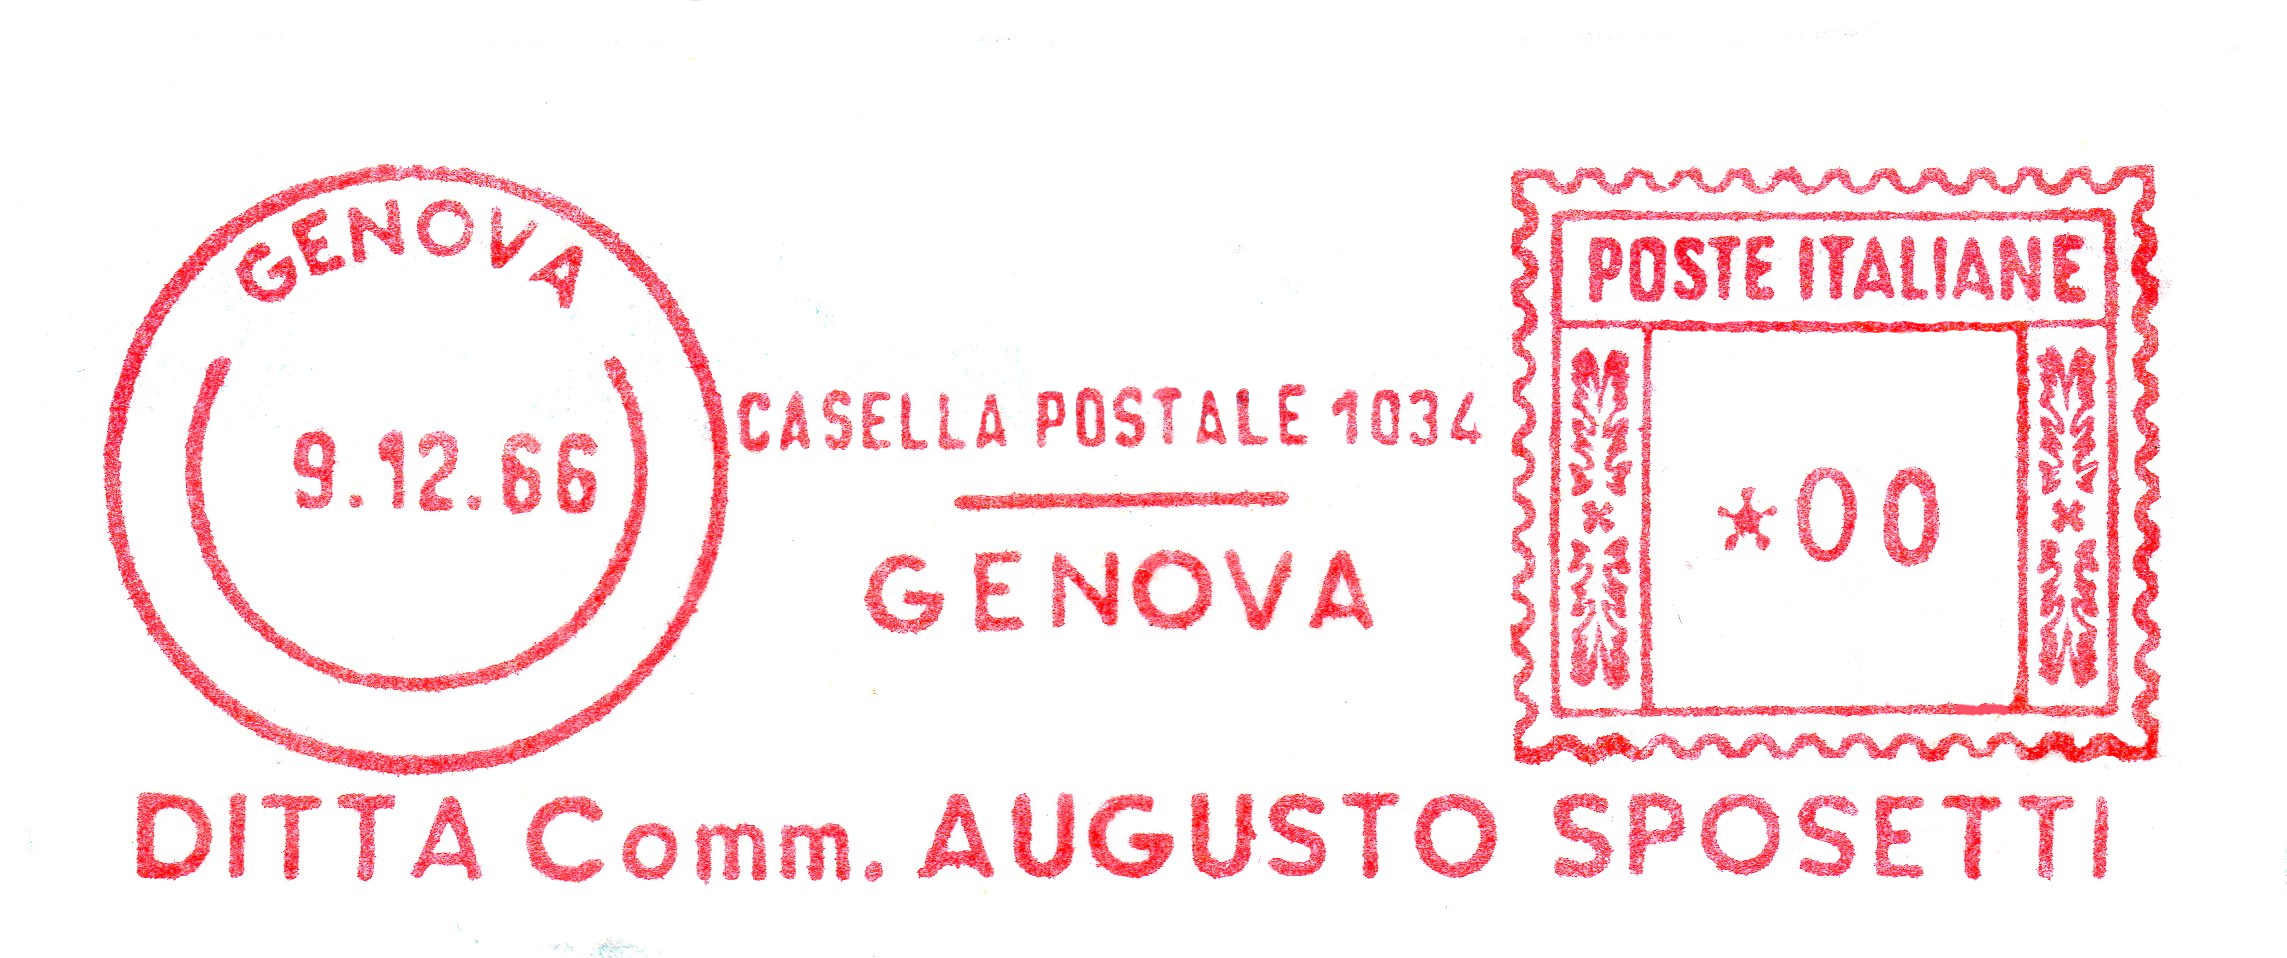 GENOVA
9.12.66
CASELLA POSTALE 1034
GENOVA
POSTE ITALIANE
*00
DITTA Comm. AUGUSTO SPOSETTI